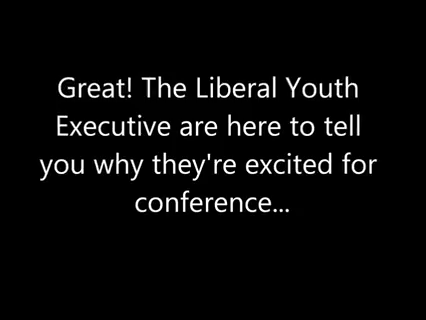 Great! The Liberal Youth
Executive are here to tell
you why they're excited for
conference...